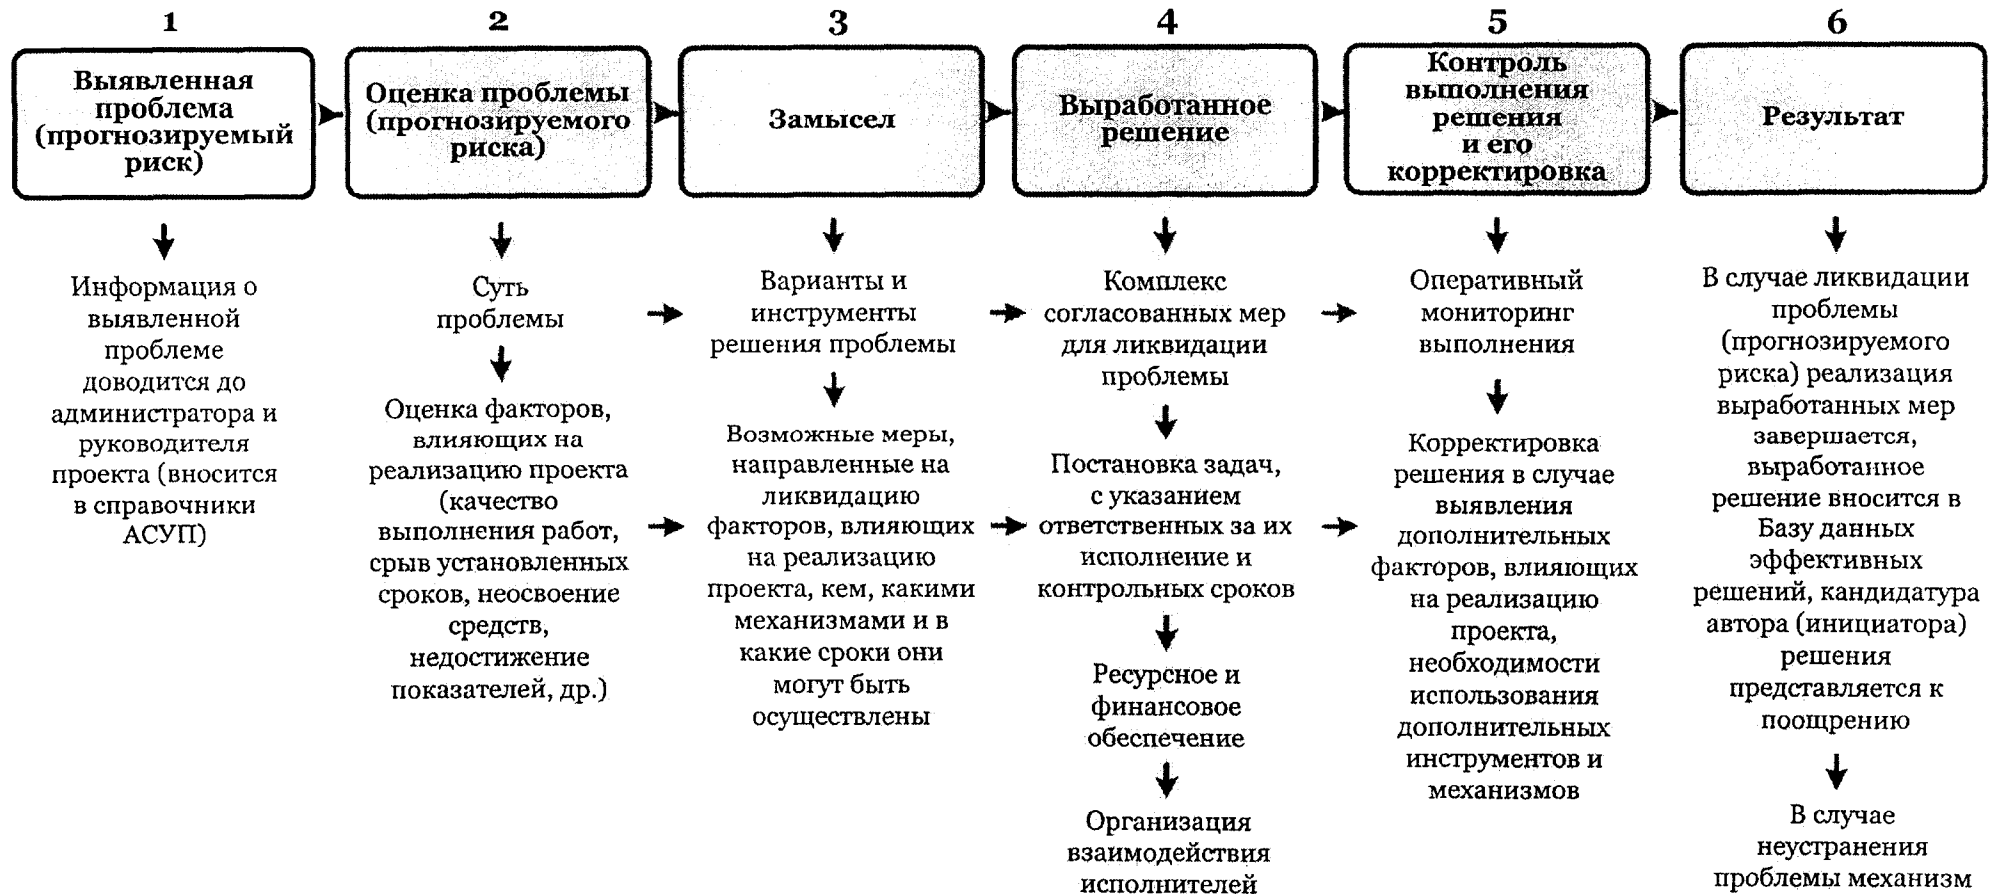 1
Выявленная
проблема
(прогнозируемый
риск)
Информация о
выявленной
проблеме
доводится до
администратора и
руководителя
проекта (вносится
в справочники
АСУП)
2
Оценка проблемы
(прогнозируемого
риска)
Суть
проблемы
Оценка факторов,
влияющих на
реализацию проекта
(качество
выполнения работ,
срыв установленных
сроков, неосвоение
средств,
недостижение
показателей, др.)
3
Замысел
Варианты и
инструменты
решения проблемы
Возможные меры,
направленные на
ликвидацию
факторов, влияющих
на реализацию
проекта, кем, какими
механизмами и в
какие сроки они
могут быть
осуществлены
4
Выработанное
решение
Комплекс
согласованных мер
для ликвидации
проблемы
Постановка задач,
с указанием
ответственных за их
исполнение и
контрольных сроков
Ресурсное и
финансовое
обеспечение
Организация
взаимодействия
исполнителей
5
Контроль
выполнения
решения
и его
корректировка
Оперативный
мониторинг
выполнения
Корректировка
решения в случае
выявления
дополнительных
факторов, влияющих
на реализацию
проекта,
необходимости
использования
дополнительных
инструментов и
механизмов
6
Результат
В случае ликвидации
проблемы
(прогнозируемого
риска) реализация
выработанных мер
завершается,
выработанное
решение вносится в
Базу данных
эффективных
решений, кандидатура
автора (инициатора)
решения
представляется к
поощрению
В случае
неустранения
проблемы механизм